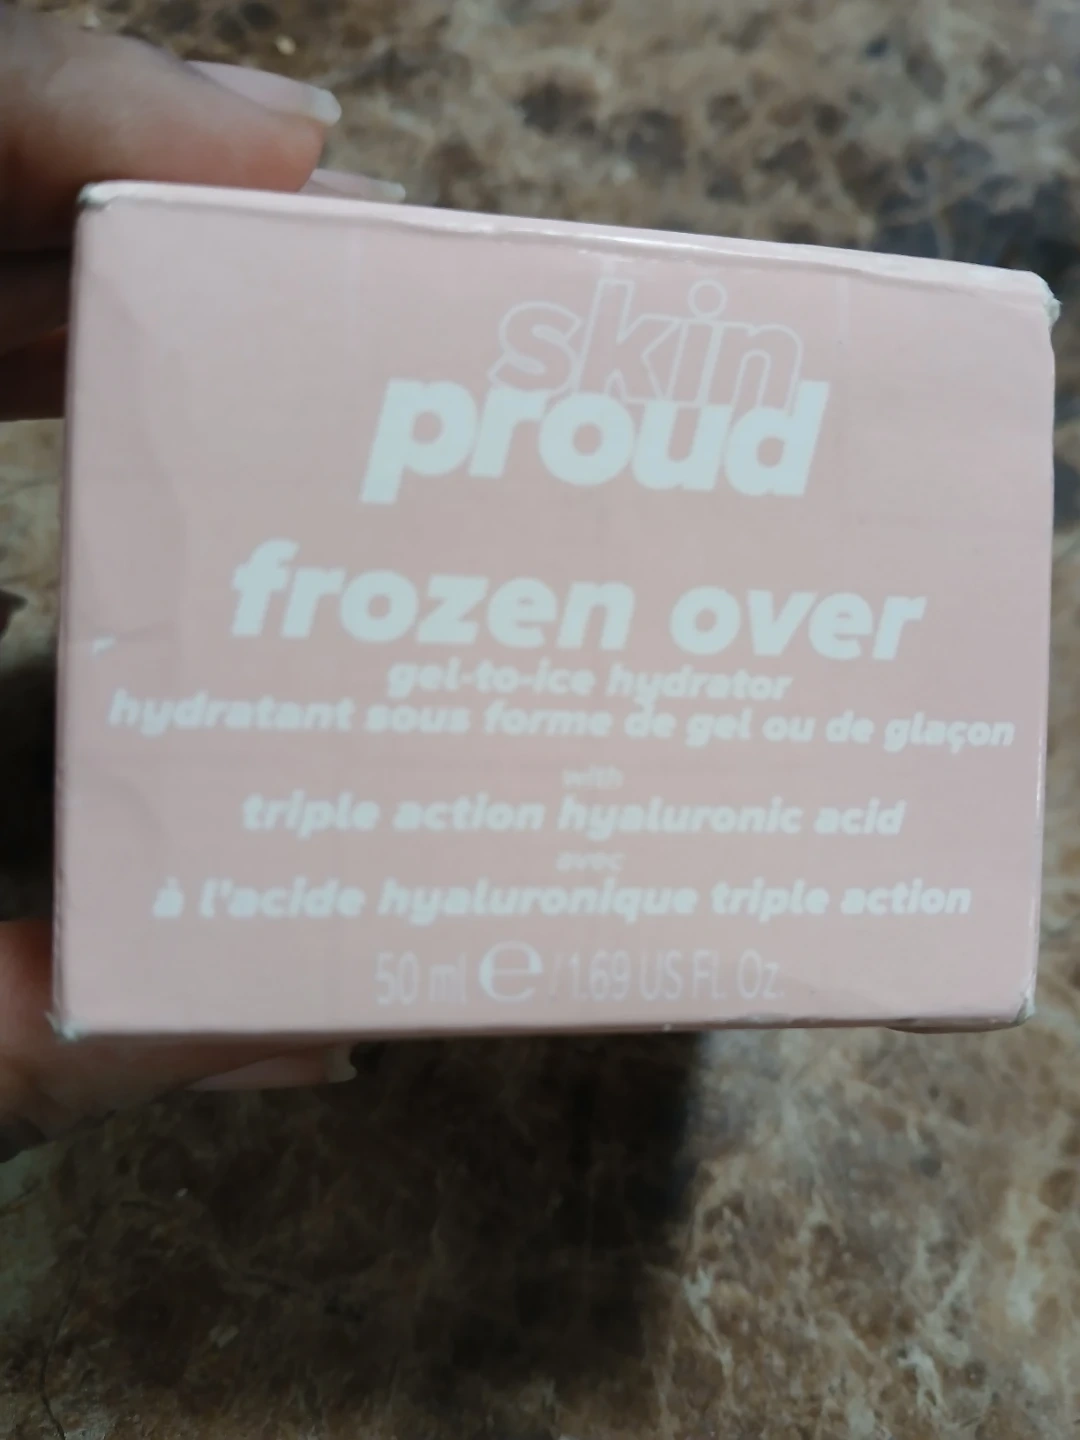 skin
proud
frozen over
gel-to-ice hydrator
hydratant sous forme de gel ou de glaçon
with
triple action hyaluronic acid
avec
à l'acide hyaluronique triple action
50 ml e / 1.69 US Fl. Oz.